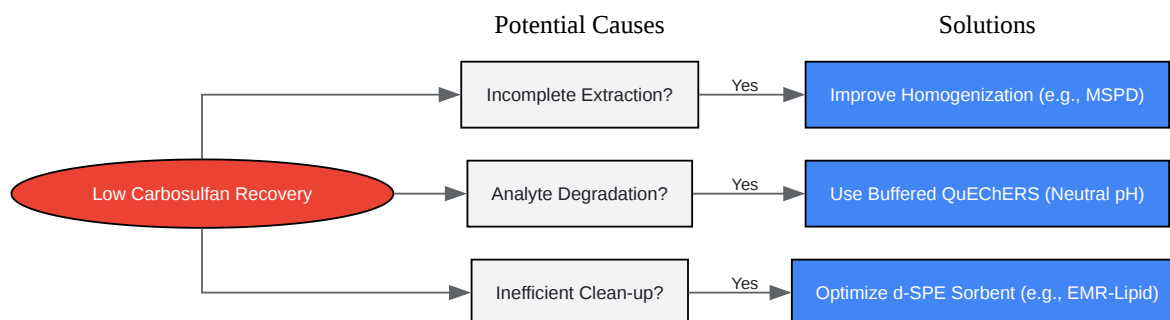 Potential Causes
Solutions
Incomplete Extraction?
Yes
Improve Homogenization (e.g., MSPD)
Low Carbosulfan Recovery
Analyte Degradation?
Yes
Use Buffered QuEChERS (Neutral pH)
Inefficient Clean-up?
Yes
Optimize d-SPE Sorbent (e.g., EMR-Lipid)